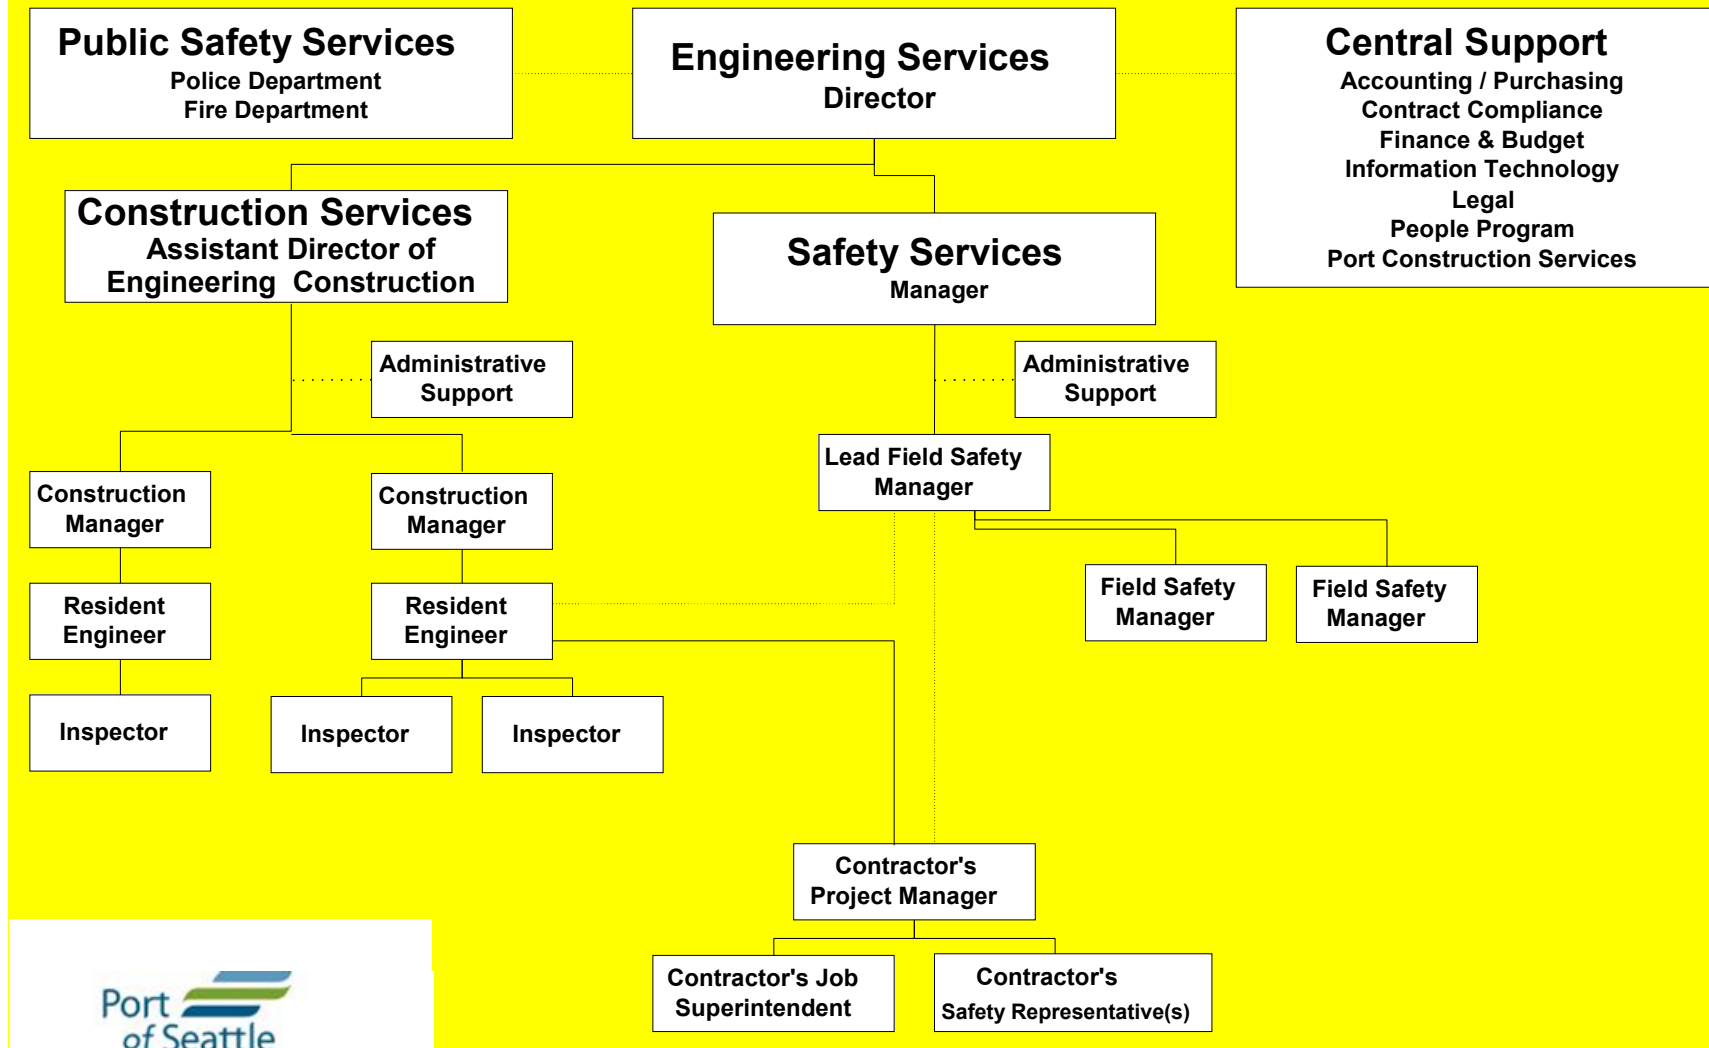 Public Safety Services
Police Department
Fire Department
Engineering Services
Director
Central Support
Accounting / Purchasing
Contract Compliance
Finance & Budget
Information Technology
Legal
People Program
Port Construction Services
Construction Services
Assistant Director of
Engineering Construction
Safety Services
Manager
Administrative
Support
Administrative
Support
Lead Field Safety
Manager
Construction
Manager
Construction
Manager
Resident
Engineer
Resident
Engineer
Field Safety
Manager
Field Safety
Manager
Inspector
Inspector
Inspector
Contractor's
Project Manager
Contractor's Job
Superintendent
Contractor's
Safety Representative(s)
Port
of Seattle